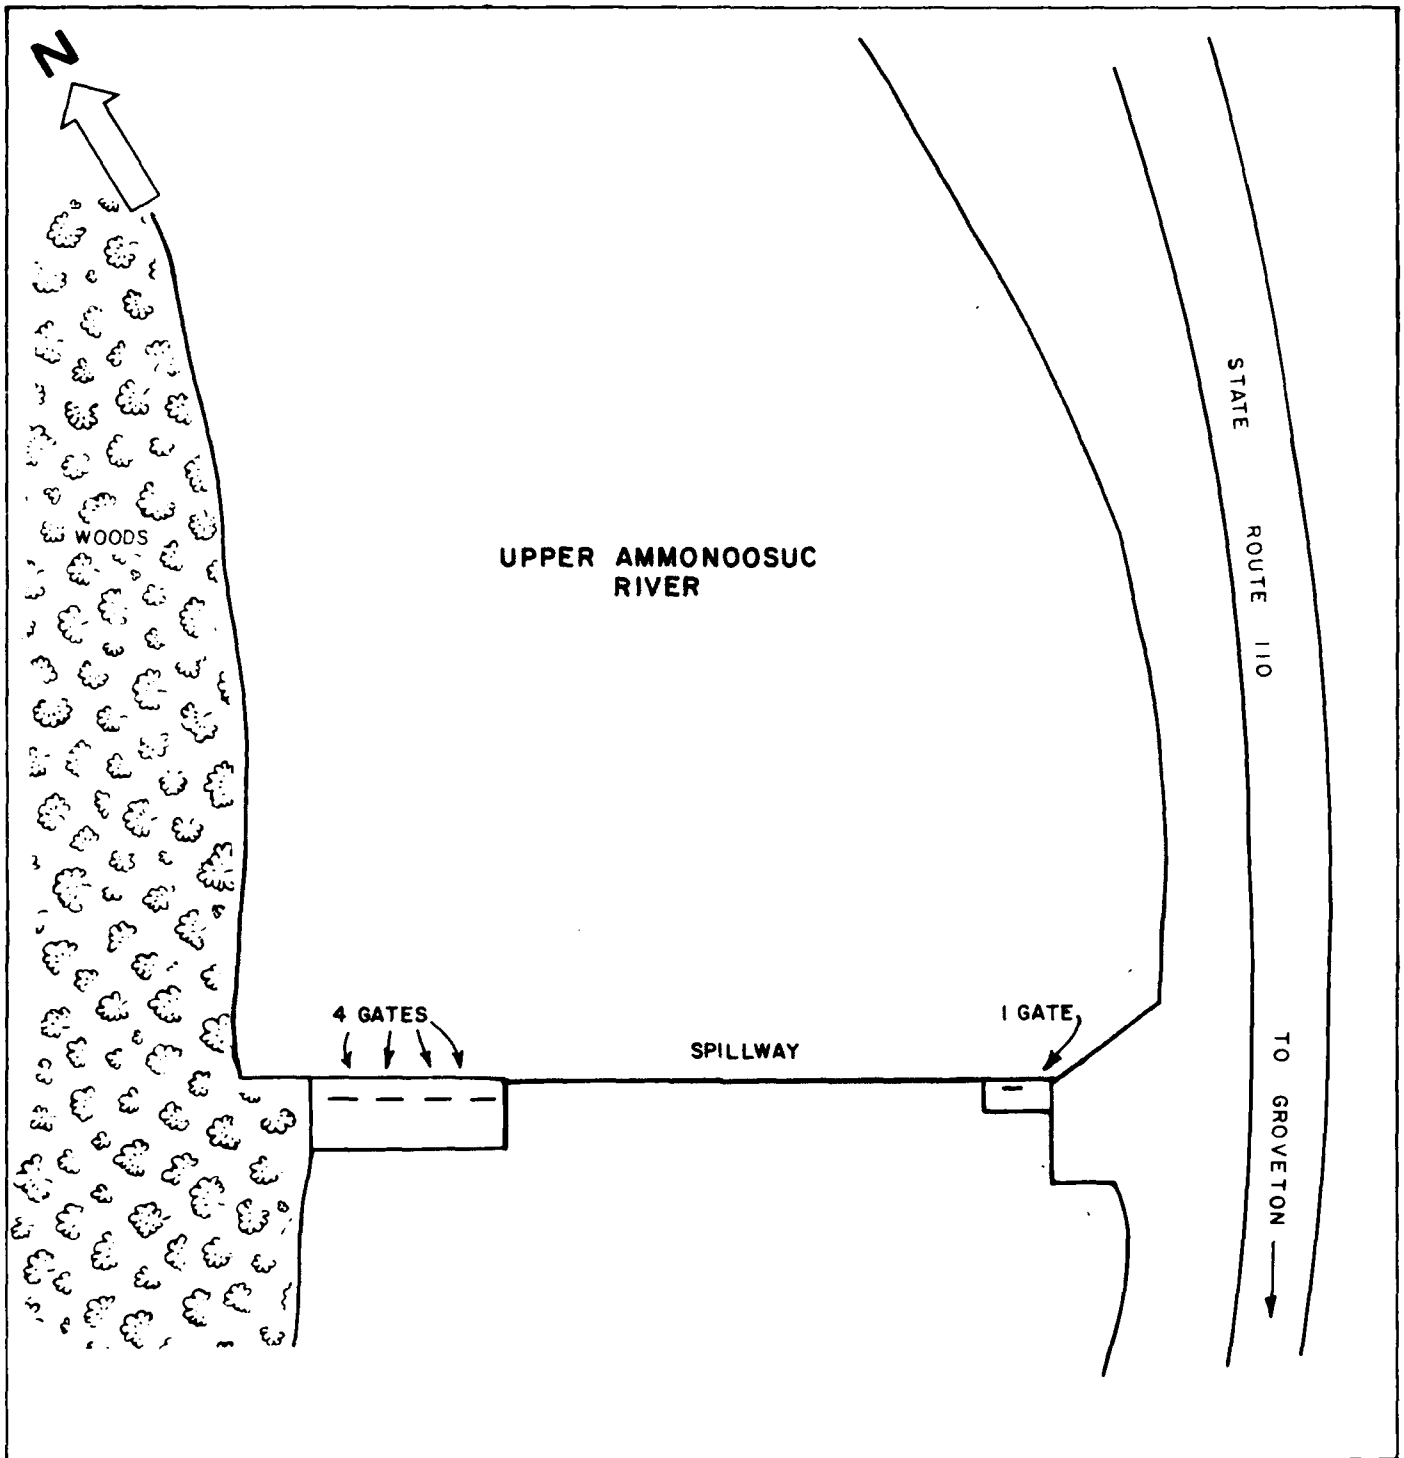 N
STATE ROUTE 110
WOODS
UPPER AMMONOOSUC
RIVER
4 GATES
1 GATE
SPILLWAY
TO GROVETON